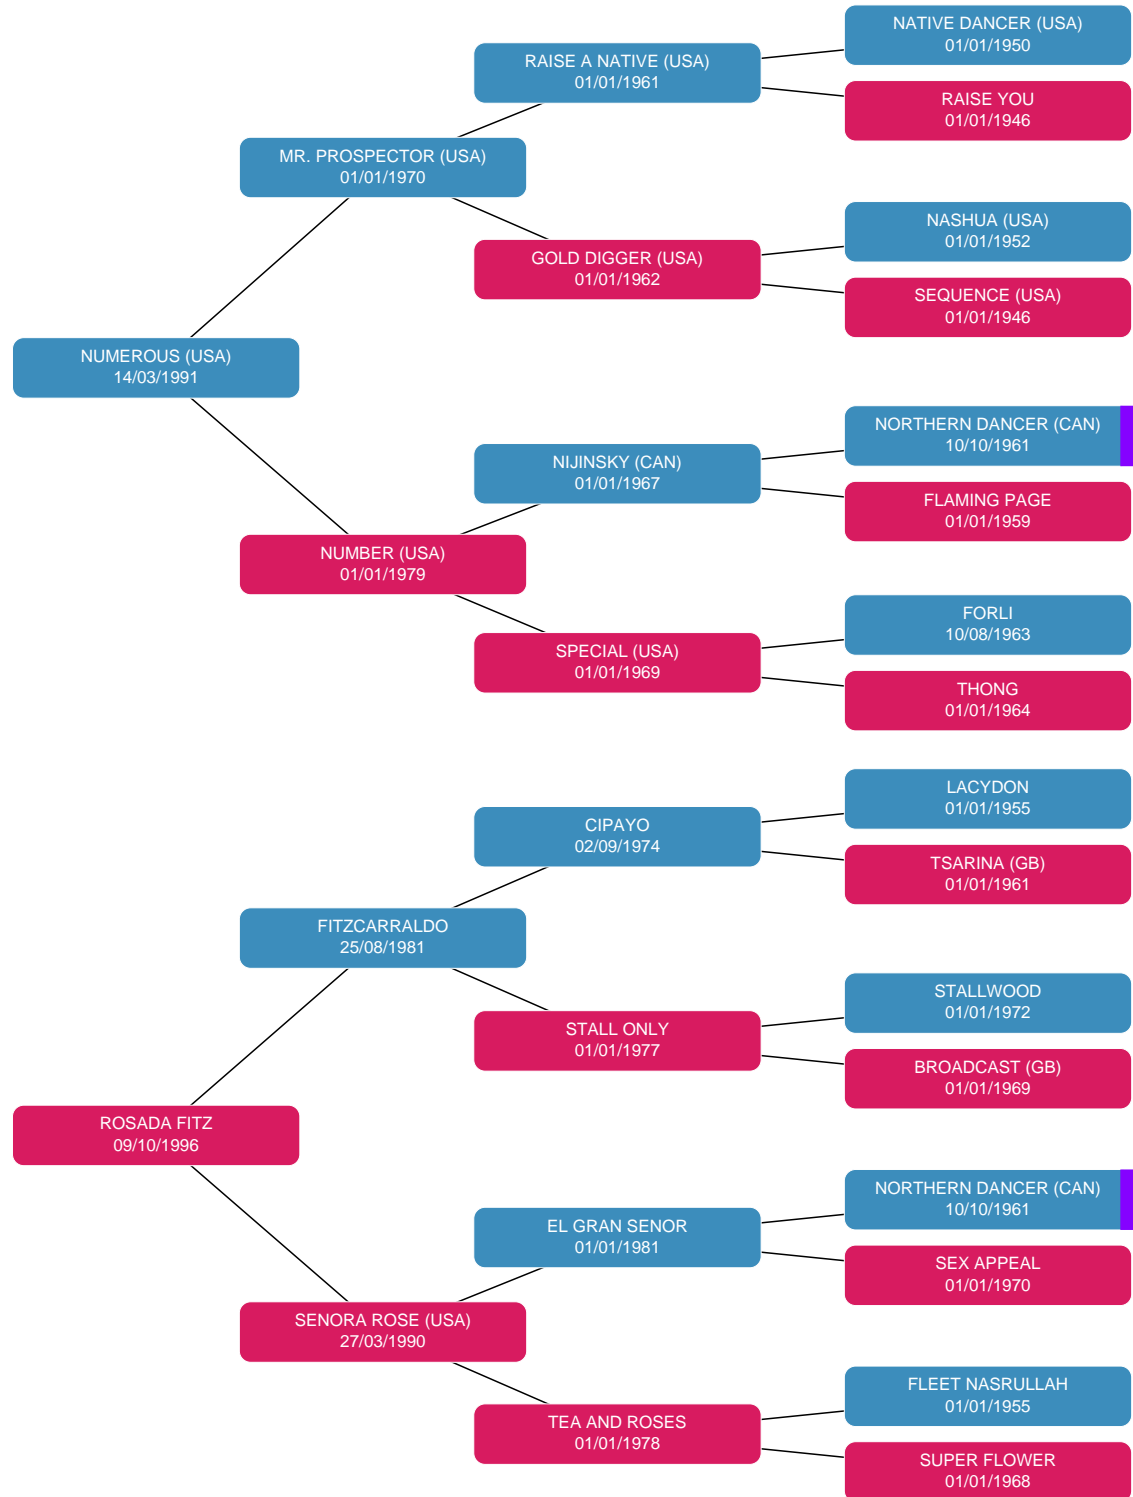 NATIVE DANCER (USA)
01/01/1950
RAISE A NATIVE (USA)
01/01/1961
RAISE YOU
01/01/1946
MR. PROSPECTOR (USA)
01/01/1970
NASHUA (USA)
01/01/1952
GOLD DIGGER (USA)
01/01/1962
SEQUENCE (USA)
01/01/1946
NUMEROUS (USA)
14/03/1991
NORTHERN DANCER (CAN)
10/10/1961
NIJINSKY (CAN)
01/01/1967
FLAMING PAGE
01/01/1959
NUMBER (USA)
01/01/1979
FORLI
10/08/1963
SPECIAL (USA)
01/01/1969
THONG
01/01/1964
LACYDON
01/01/1955
CIPAYO
02/09/1974
TSARINA (GB)
01/01/1961
FITZCARRALDO
25/08/1981
STALLWOOD
01/01/1972
STALL ONLY
01/01/1977
BROADCAST (GB)
01/01/1969
ROSADA FITZ
09/10/1996
NORTHERN DANCER (CAN)
10/10/1961
EL GRAN SENOR
01/01/1981
SEX APPEAL
01/01/1970
SENORA ROSE (USA)
27/03/1990
FLEET NASRULLAH
01/01/1955
TEA AND ROSES
01/01/1978
SUPER FLOWER
01/01/1968